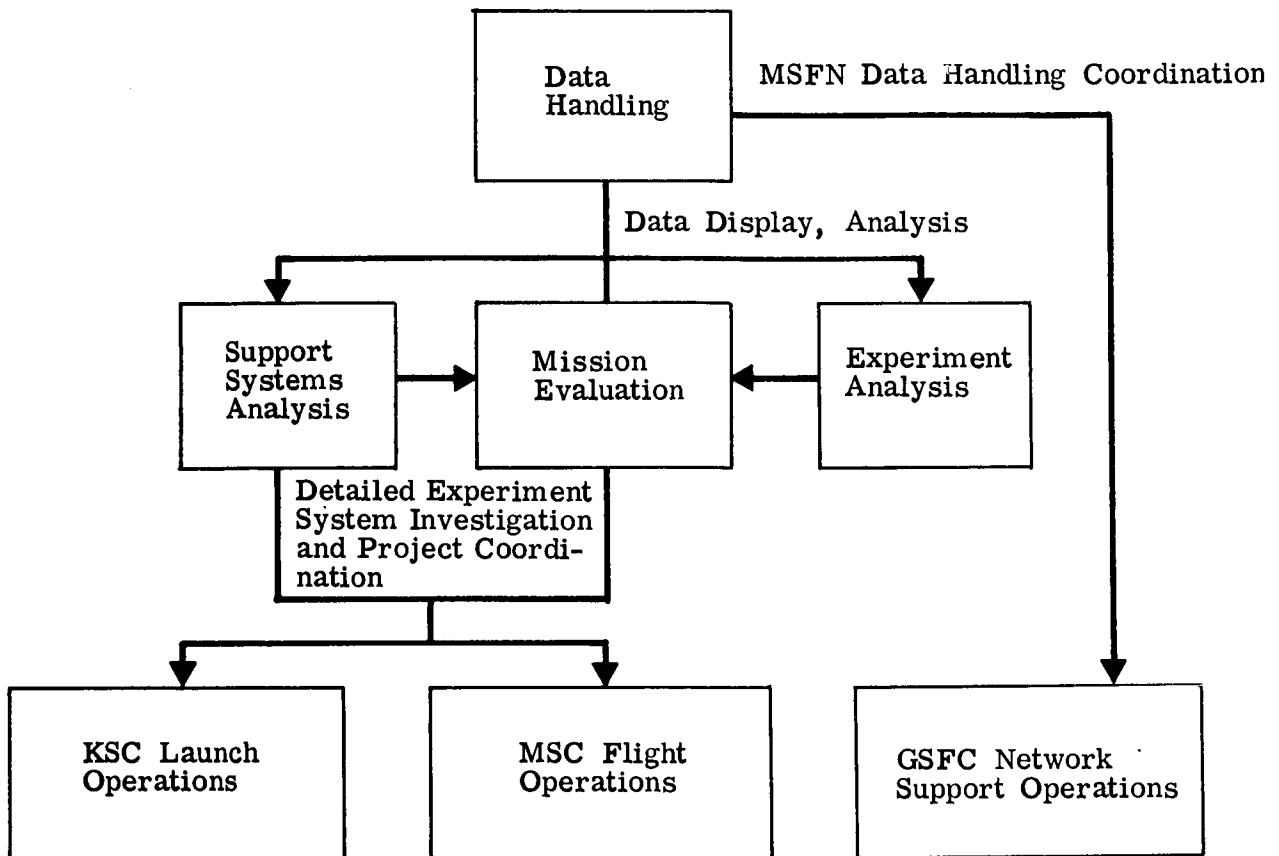 Data
Handling
MSFN Data Handling Coordination
Data Display, Analysis
Support
Systems
Analysis
Mission
Evaluation
Experiment
Analysis
Detailed Experiment
System Investigation
and Project Coordi-
nation
KSC Launch
Operations
MSC Flight
Operations
GSFC Network
Support Operations